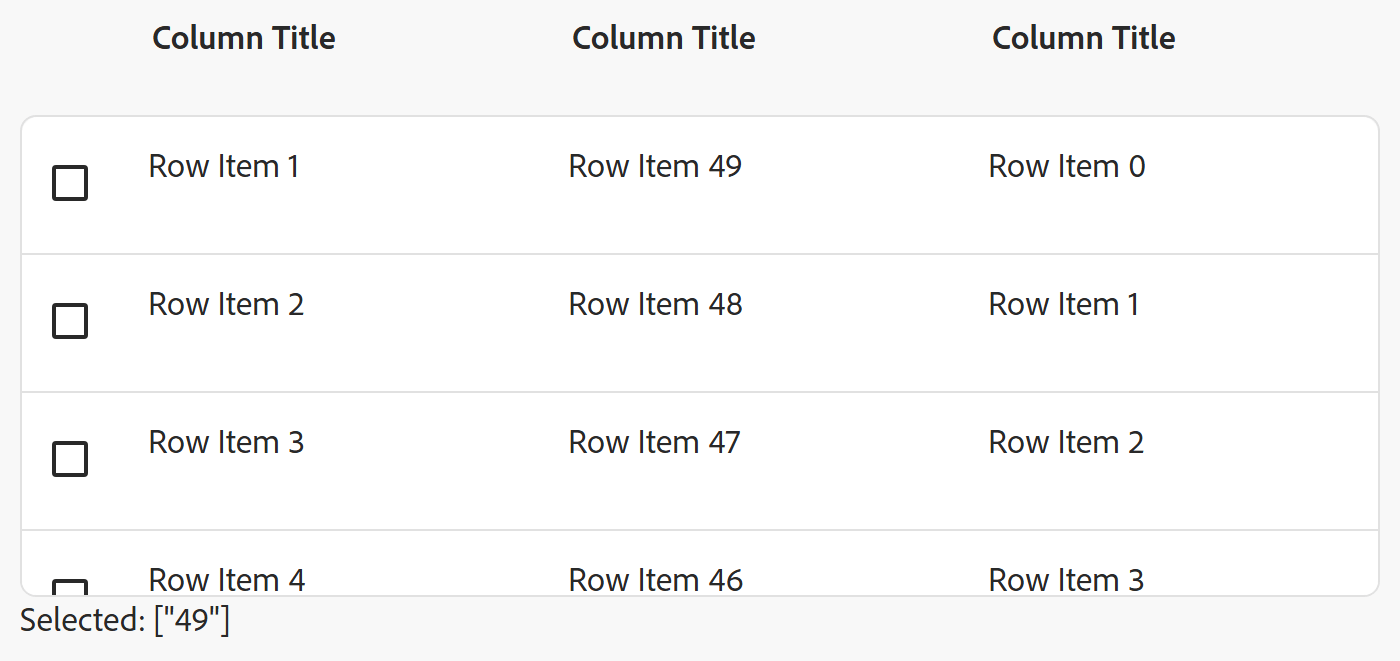 Column Title Column Title Column Title
Row Item 1 Row Item 49 Row Item 0
Row Item 2 Row Item 48 Row Item 1
Row Item 3 Row Item 47 Row Item 2
Row Item 4 Row Item 46 Row Item 3
Selected: ["49"]